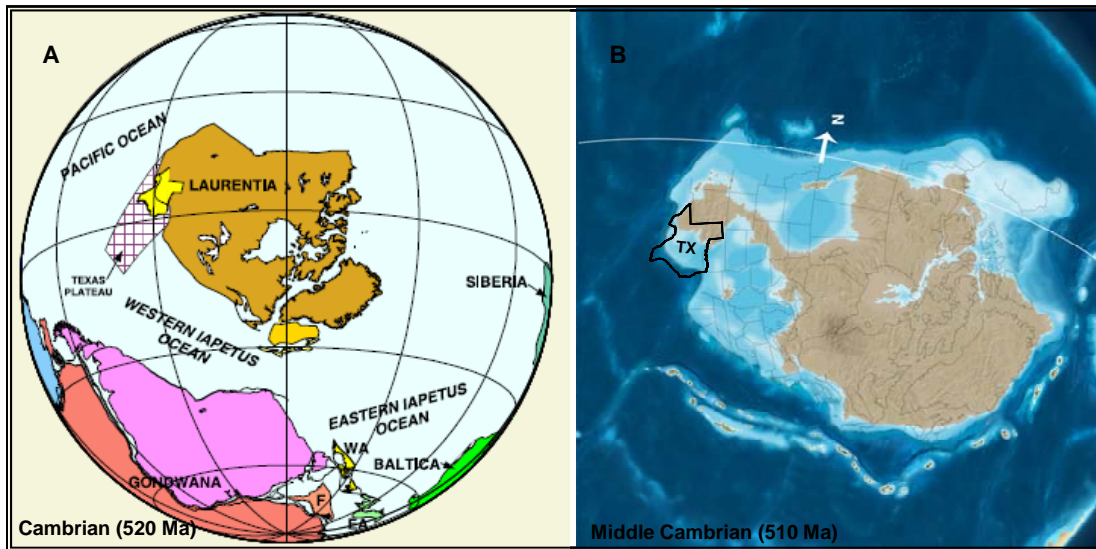 A
PACIFIC OCEAN
LAURENTIA
TEXAS
PLATEAU
SIBERIA
WESTERN IAPETUS
OCEAN
EASTERN IAPETUS
OCEAN
WA
BALTICA
GONDWANA
F
EA
Cambrian (520 Ma)
B
N
TX
Middle Cambrian (510 Ma)